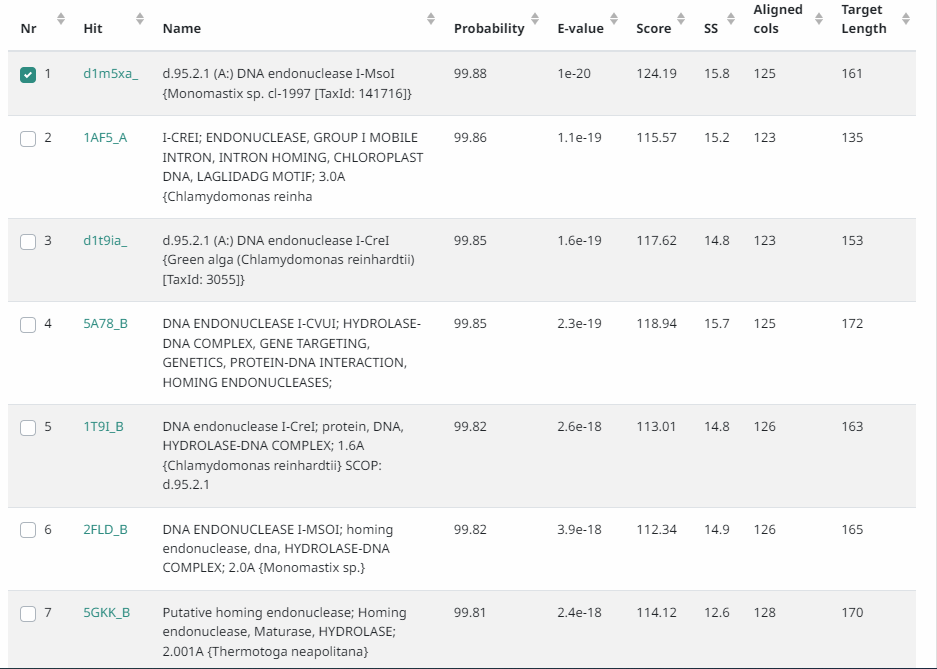 Nr Hit Name Probability E-value Score SS Aligned cols Target Length
1 d1m5xa_ d.95.2.1 (A:) DNA endonuclease I-MsoI 99.88 1e-20 124.19 15.8 125 161
{Monomastix sp. cl-1997 [TaxId: 141716]}
2 1AF5_A I-CREI; ENDONUCLEASE, GROUP I MOBILE 99.86 1.1e-19 115.57 15.2 123 135
INTRON, INTRON HOMING, CHLOROPLAST
DNA, LAGLIDADG MOTIF; 3.0A
{Chlamydomonas reinha
3 d1t9ia_ d.95.2.1 (A:) DNA endonuclease I-CreI 99.85 1.6e-19 117.62 14.8 123 153
{Green alga (Chlamydomonas reinhardtii)
[TaxId: 3055]}
4 5A78_B DNA ENDONUCLEASE I-CVUI; HYDROLASE- 99.85 2.3e-19 118.94 15.7 125 172
DNA COMPLEX, GENE TARGETING,
GENETICS, PROTEIN-DNA INTERACTION,
HOMING ENDONUCLEASES;
5 1T9I_B DNA endonuclease I-CreI; protein, DNA, 99.82 2.6e-18 113.01 14.8 126 163
HYDROLASE-DNA COMPLEX; 1.6A
{Chlamydomonas reinhardtii} SCOP:
d.95.2.1
6 2FLD_B DNA ENDONUCLEASE I-MSOI; homing 99.82 3.9e-18 112.34 14.9 126 165
endonuclease, dna, HYDROLASE-DNA
COMPLEX; 2.0A {Monomastix sp.}
7 5GKK_B Putative homing endonuclease; Homing 99.81 2.4e-18 114.12 12.6 128 170
endonuclease, Maturase, HYDROLASE;
2.001A {Thermotoga neapolitana}